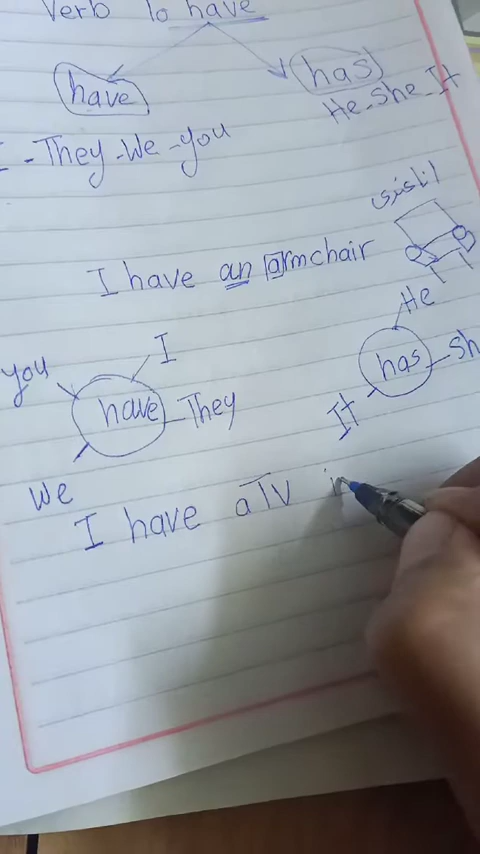 Verb To have
have
has
He-She-It
I-They-We-you
I have an armchair
He
I
you
has
Sh
have
They
It
We
I have a TV i